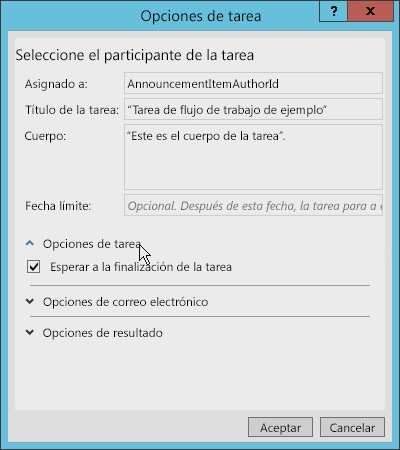 Opciones de tarea
? x
Seleccione el participante de la tarea
Asignado a: AnnouncementItemAuthorId
Título de la tarea: "Tarea de flujo de trabajo de ejemplo"
Cuerpo: "Este es el cuerpo de la tarea".
Fecha límite: Opcional. Después de esta fecha, la tarea para a
Opciones de tarea
Esperar a la finalización de la tarea
Opciones de correo electrónico
Opciones de resultado
Aceptar Cancelar